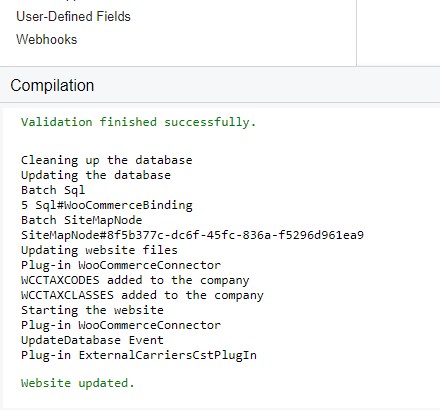 User-Defined Fields
Webhooks
Compilation
Validation finished successfully.
Cleaning up the database
Updating the database
Batch Sql
5 Sql#WooCommerceBinding
Batch SiteMapNode
SiteMapNode#8f5b377c-dc6f-45fc-836a-f5296d961ea9
Updating website files
Plug-in WooCommerceConnector
WCCTAXCODES added to the company
WCCTAXCLASSES added to the company
Starting the website
Plug-in WooCommerceConnector
UpdateDatabase Event
Plug-in ExternalCarriersCstPlugIn
Website updated.